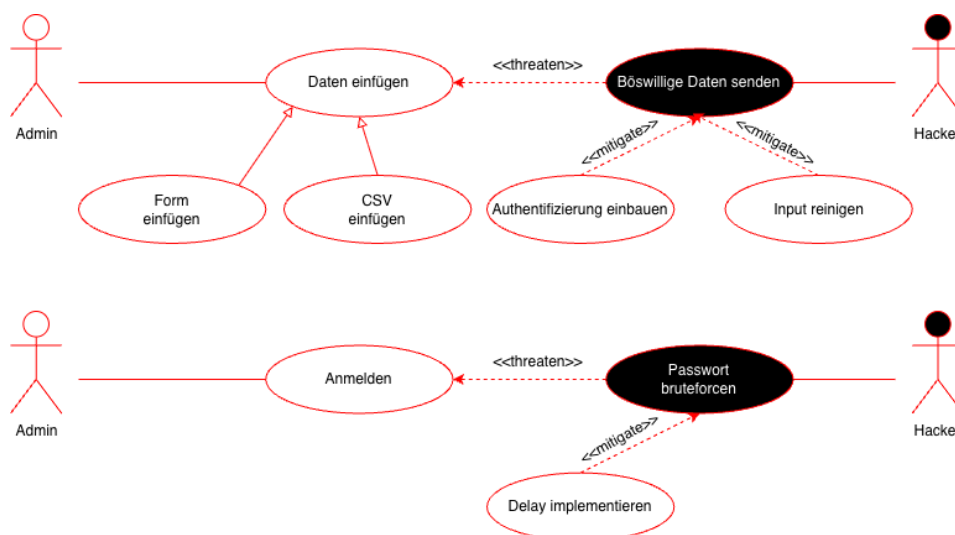 Daten einfügen
<<threaten>>
Böswillige Daten senden
Admin
Hacke
<<mitigate>>
<<mitigate>>
Form
einfügen
CSV
einfügen
Authentifizierung einbauen
Input reinigen
Anmelden
<<threaten>>
Passwort
bruteforcen
Admin
Hacke
<<mitigate>>
Delay implementieren